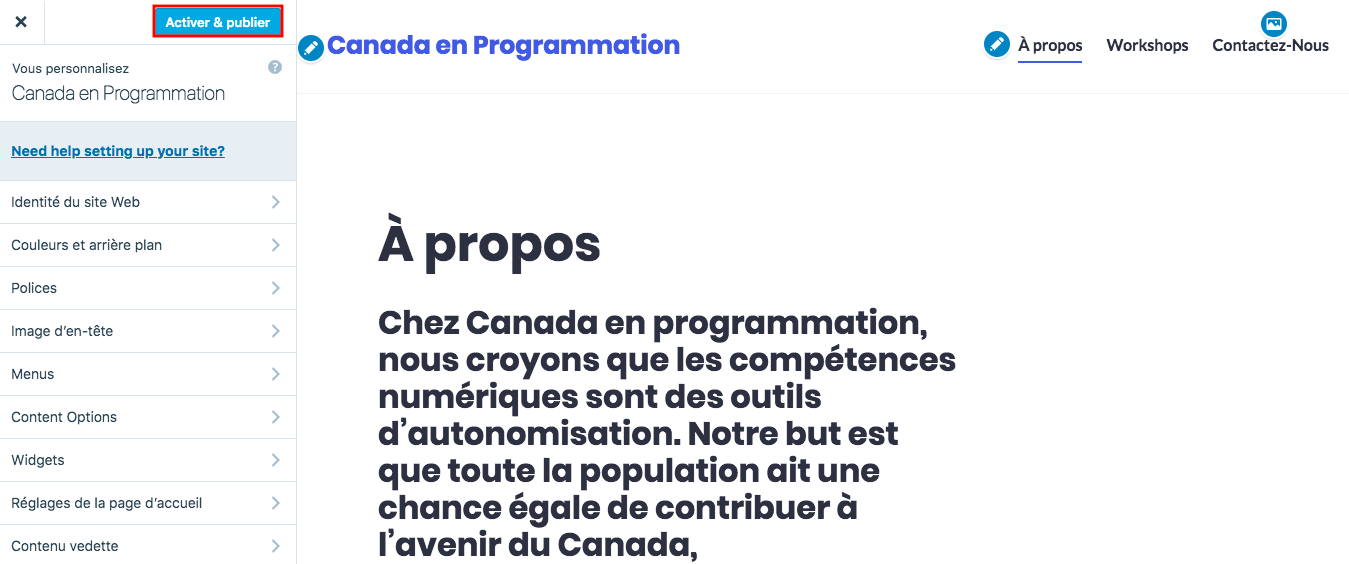 Activer & publier
Vous personnalisez
?
Canada en Programmation
Need help setting up your site?
Identité du site Web
Couleurs et arrière plan
Polices
Image d’en-tête
Menus
Content Options
Widgets
Réglages de la page d’accueil
Contenu vedette
Canada en Programmation
À propos
Workshops
Contactez-Nous
À propos
Chez Canada en programmation,
nous croyons que les compétences
numériques sont des outils
d’autonomisation. Notre but est
que toute la population ait une
chance égale de contribuer à
l’avenir du Canada,